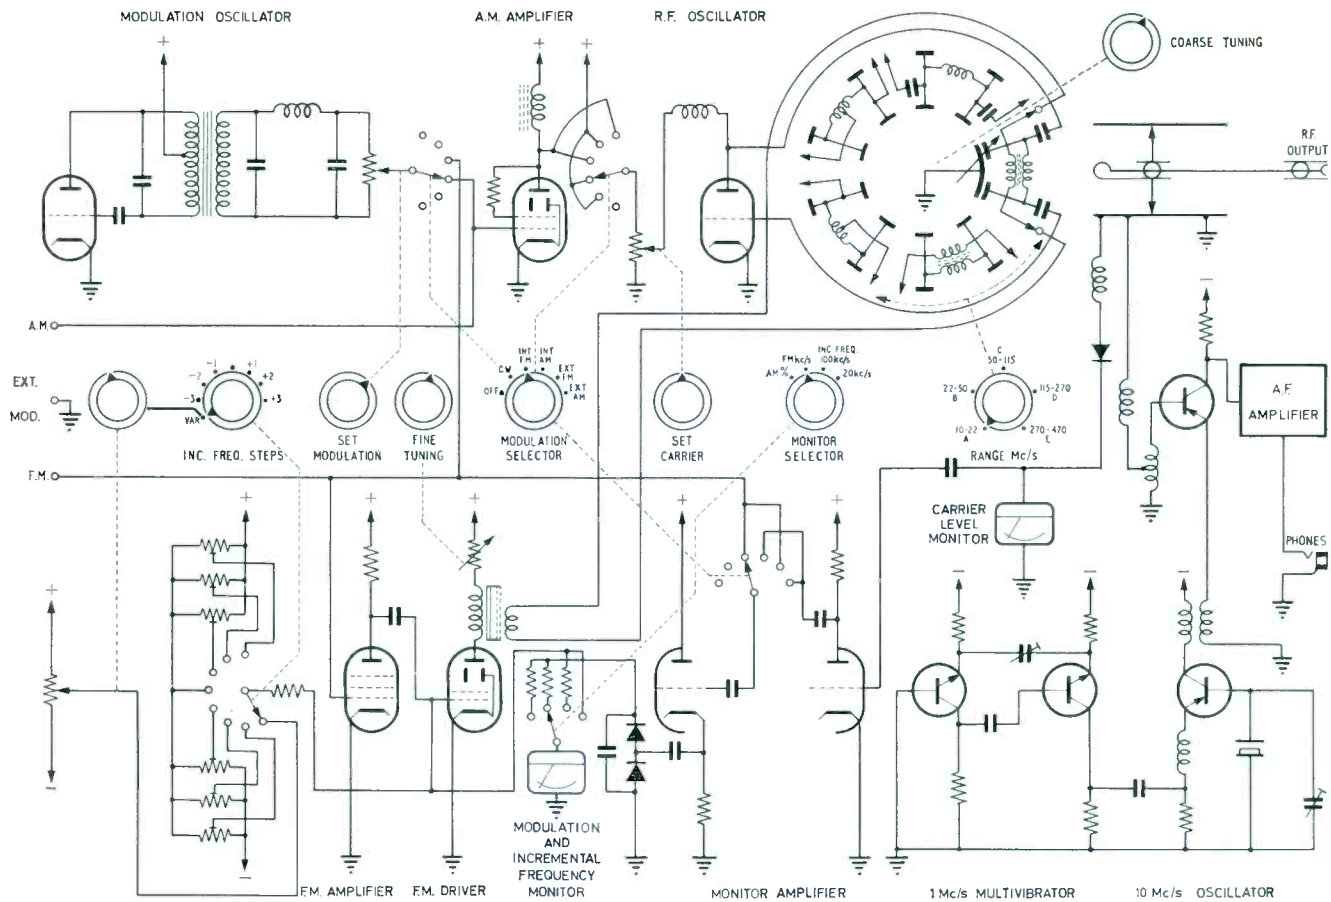 MODULATION OSCILLATOR
A.M. AMPLIFIER
R.F. OSCILLATOR
COARSE TUNING
R.F.
OUTPUT
A.M.
EXT.
MOD.
F.M.
VAR
-3
-2
-1
+1
+2
+3
INC. FREQ. STEPS
SET
MODULATION
FINE
TUNING
OFF
CW
INT
FM
INT
AM
EXT
FM
EXT
AM
MODULATION
SELECTOR
SET
CARRIER
AM%
FMkc/s
INC. FREQ.
100kc/s
20kc/s
MONITOR
SELECTOR
10-22
A
22-50
B
C
50-115
115-270
D
270-470
E
RANGE Mc/s
A.F.
AMPLIFIER
CARRIER
LEVEL
MONITOR
PHONES
MODULATION
AND
INCREMENTAL
FREQUENCY
MONITOR
F.M. AMPLIFIER
F.M. DRIVER
MONITOR AMPLIFIER
1 Mc/s MULTIVIBRATOR
10 Mc/s OSCILLATOR